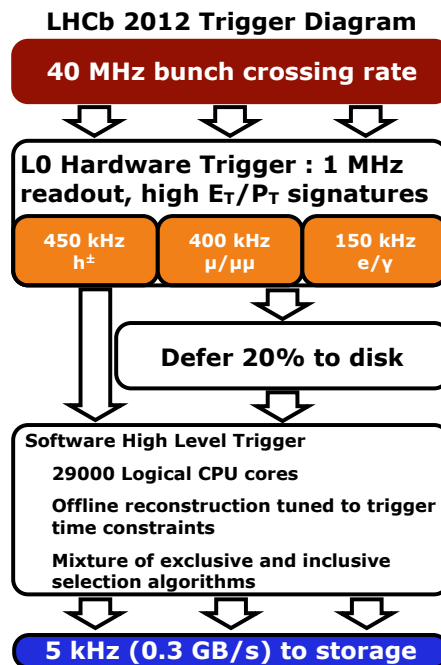 LHCb 2012 Trigger Diagram
40 MHz bunch crossing rate
L0 Hardware Trigger : 1 MHz
readout, high E_T/P_T signatures
450 kHz
h±
400 kHz
µ/µµ
150 kHz
e/γ
Defer 20% to disk
Software High Level Trigger
29000 Logical CPU cores
Offline reconstruction tuned to trigger
time constraints
Mixture of exclusive and inclusive
selection algorithms
5 kHz (0.3 GB/s) to storage